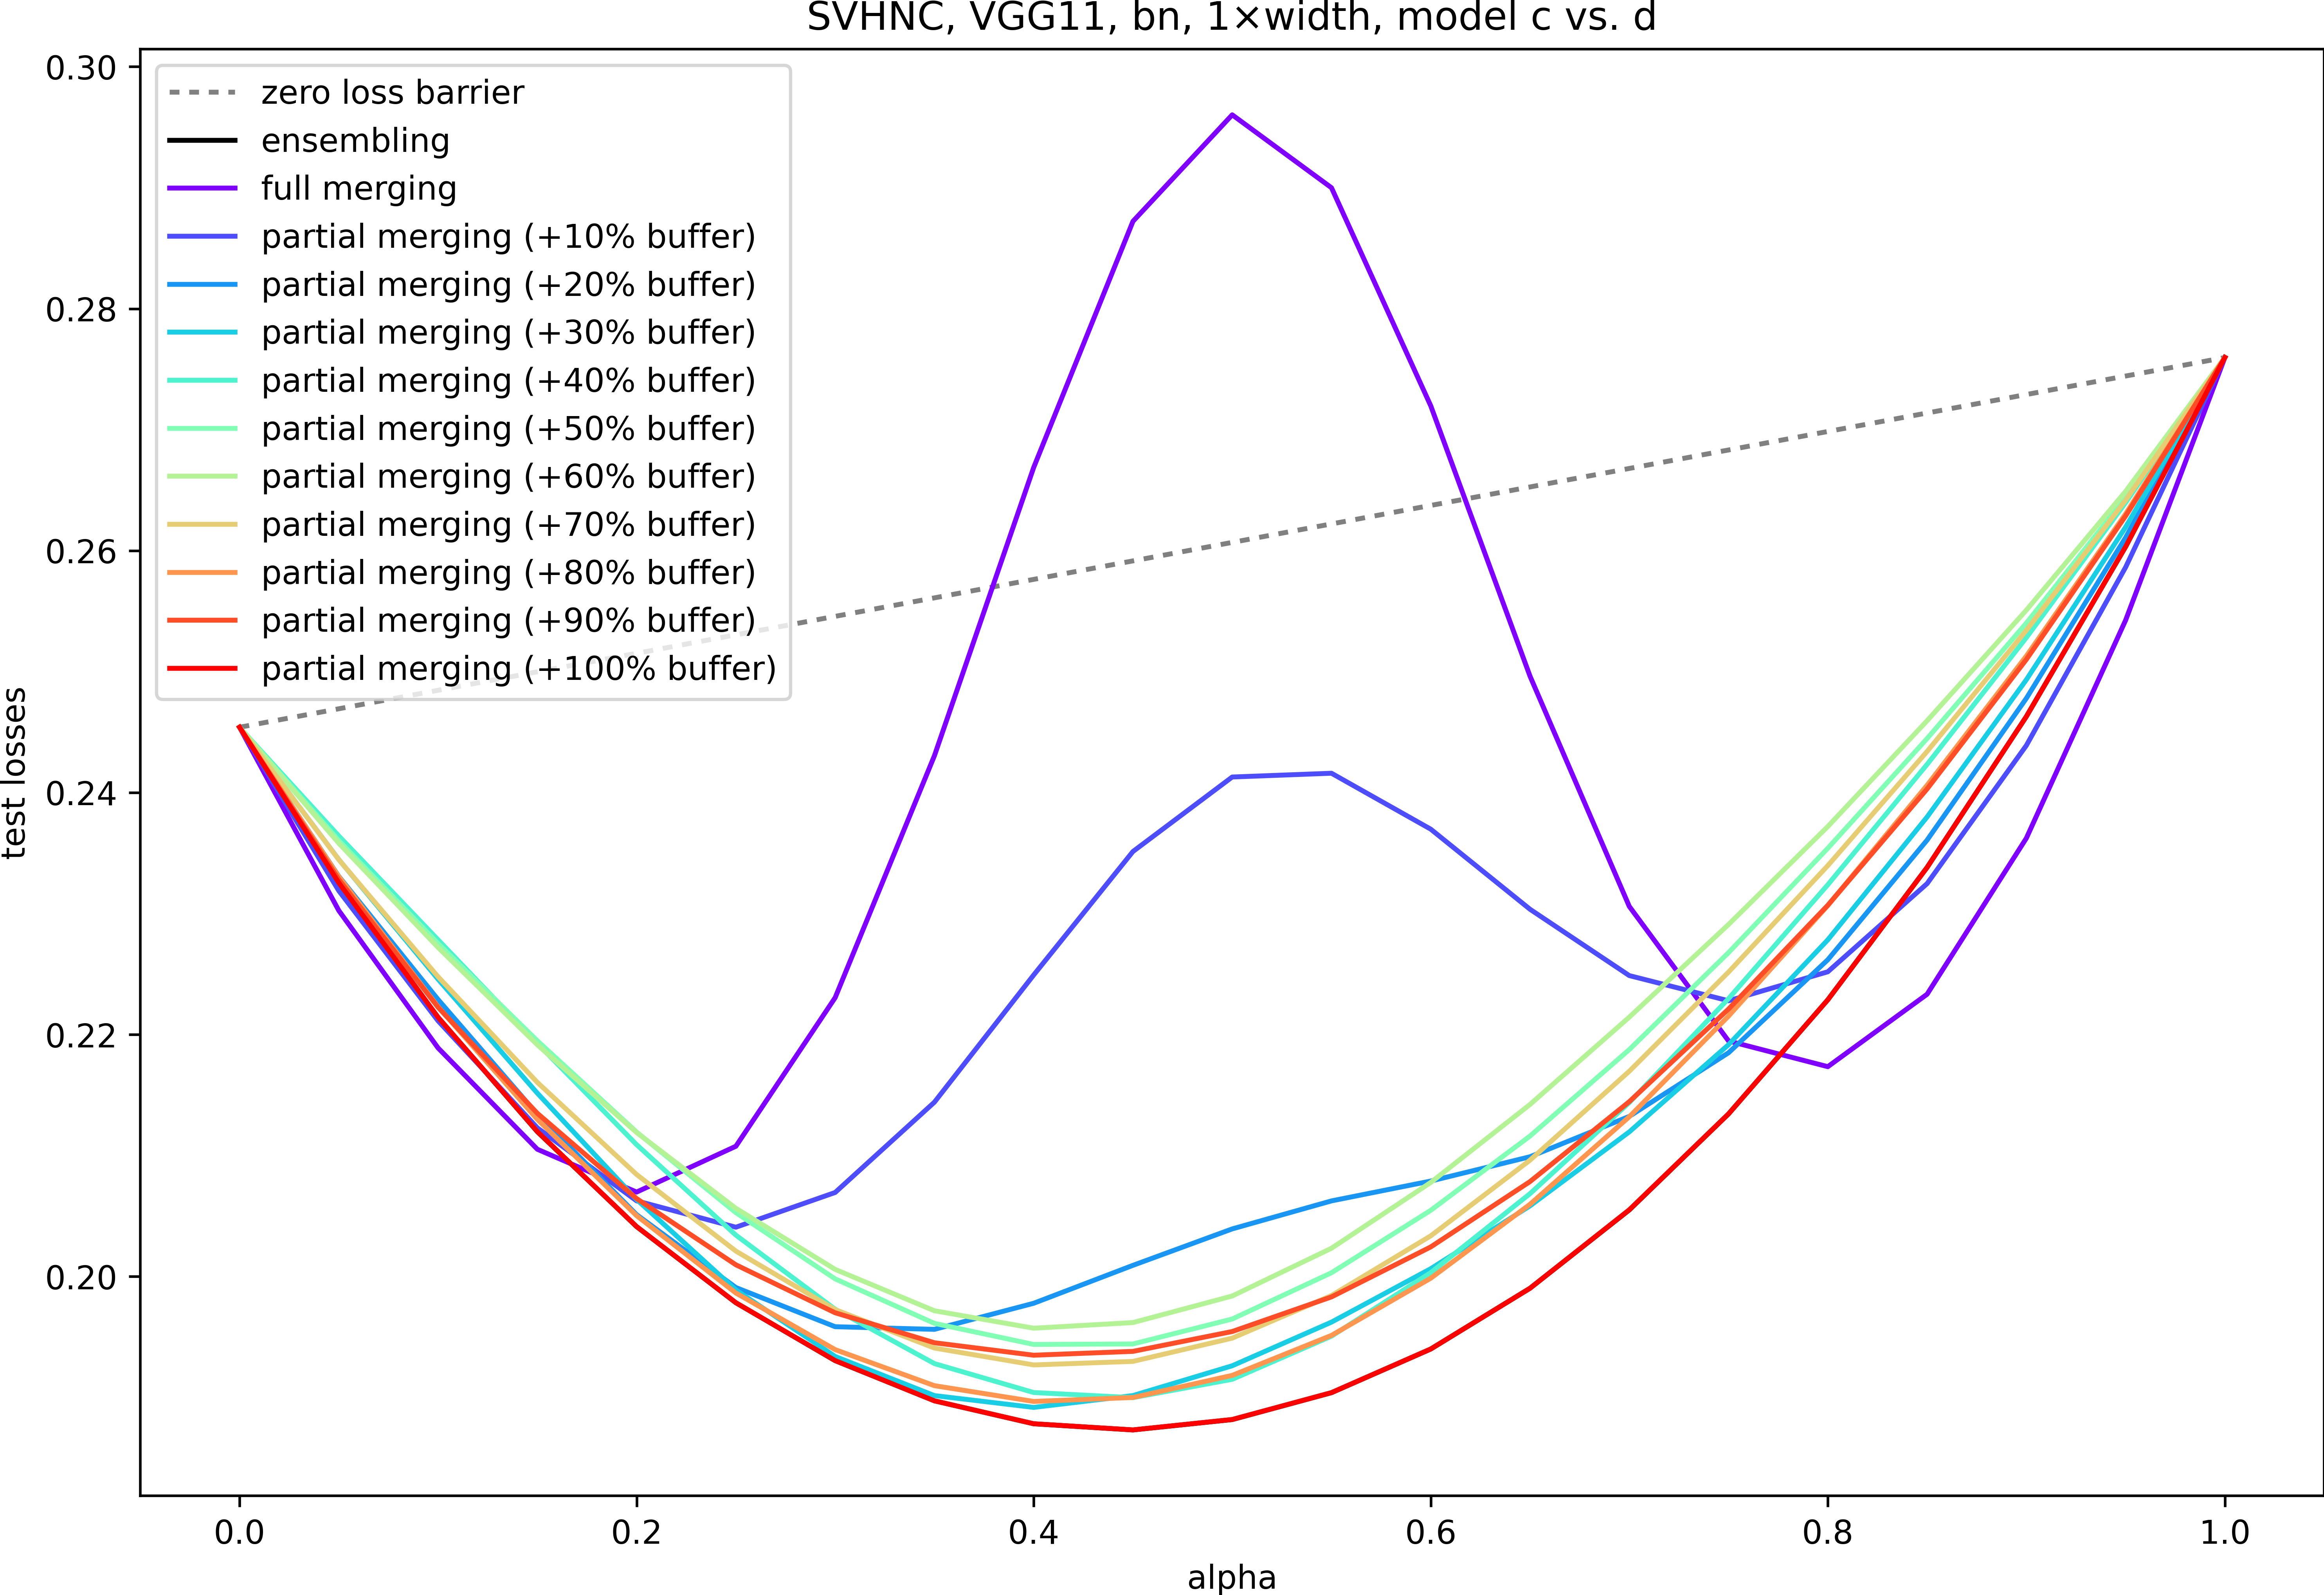 SVHNC, VGG11, bn, 1×width, model c vs. d
0.30
0.28
0.26
0.24
0.22
0.20
test losses
zero loss barrier
ensembling
full merging
partial merging (+10% buffer)
partial merging (+20% buffer)
partial merging (+30% buffer)
partial merging (+40% buffer)
partial merging (+50% buffer)
partial merging (+60% buffer)
partial merging (+70% buffer)
partial merging (+80% buffer)
partial merging (+90% buffer)
partial merging (+100% buffer)
0.0 0.2 0.4 0.6 0.8 1.0
alpha